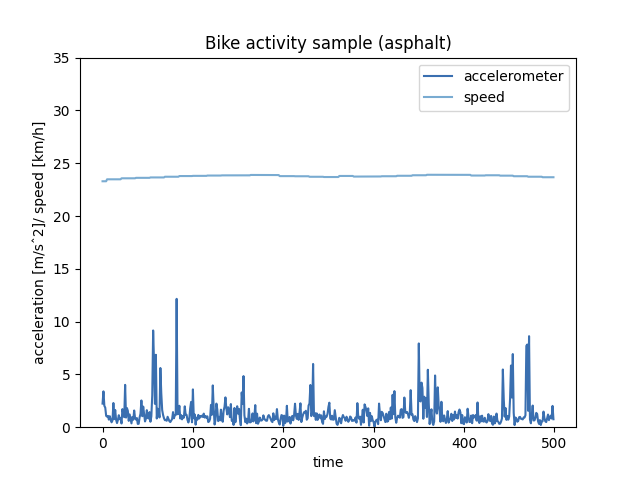 Bike activity sample (asphalt)
accelerometer
speed
acceleration [m/sˆ2]/ speed [km/h]
35
30
25
20
15
10
5
0
0 100 200 300 400 500
time